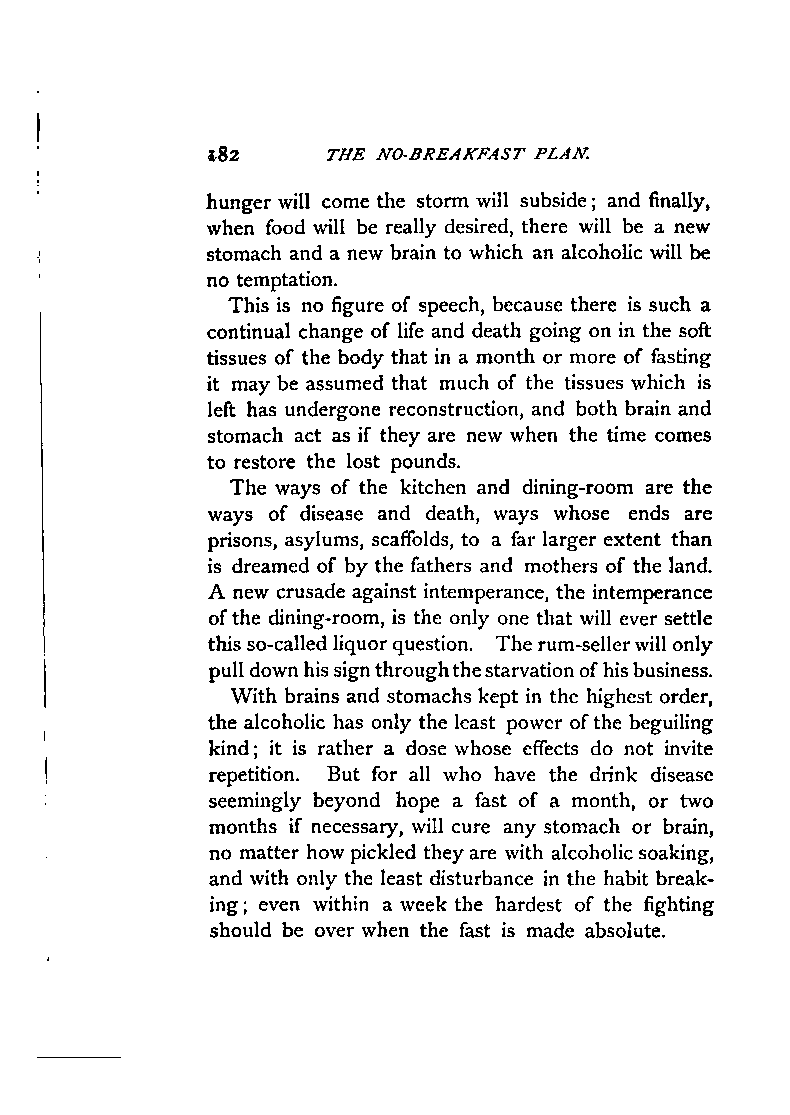 182 THE NO-BREAKFAST PLAN.
hunger will come the storm will subside; and finally,
when food will be really desired, there will be a new
stomach and a new brain to which an alcoholic will be
no temptation.
This is no figure of speech, because there is such a
continual change of life and death going on in the soft
tissues of the body that in a month or more of fasting
it may be assumed that much of the tissues which is
left has undergone reconstruction, and both brain and
stomach act as if they are new when the time comes
to restore the lost pounds.
The ways of the kitchen and dining-room are the
ways of disease and death, ways whose ends are
prisons, asylums, scaffolds, to a far larger extent than
is dreamed of by the fathers and mothers of the land.
A new crusade against intemperance, the intemperance
of the dining-room, is the only one that will ever settle
this so-called liquor question. The rum-seller will only
pull down his sign through the starvation of his business.
With brains and stomachs kept in the highest order,
the alcoholic has only the least power of the beguiling
kind; it is rather a dose whose effects do not invite
repetition. But for all who have the drink disease
seemingly beyond hope a fast of a month, or two
months if necessary, will cure any stomach or brain,
no matter how pickled they are with alcoholic soaking,
and with only the least disturbance in the habit break-
ing; even within a week the hardest of the fighting
should be over when the fast is made absolute.